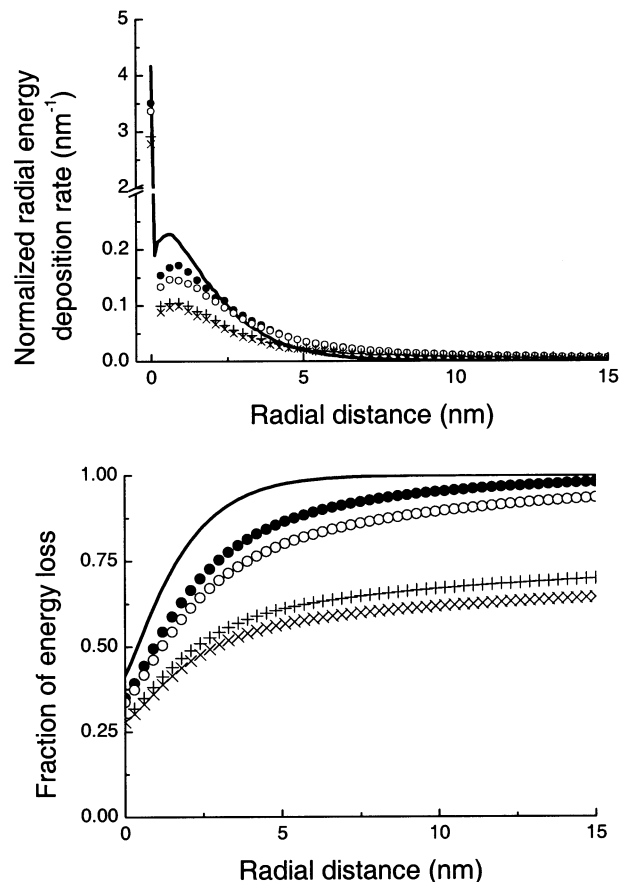 5
4
3
2
0.2
0.1
0.0
Normalized radial energy
deposition rate (nm⁻¹)
0 5 10 15
Radial distance (nm)
1.00
0.75
0.50
0.25
0.00
Fraction of energy loss
0 5 10 15
Radial distance (nm)